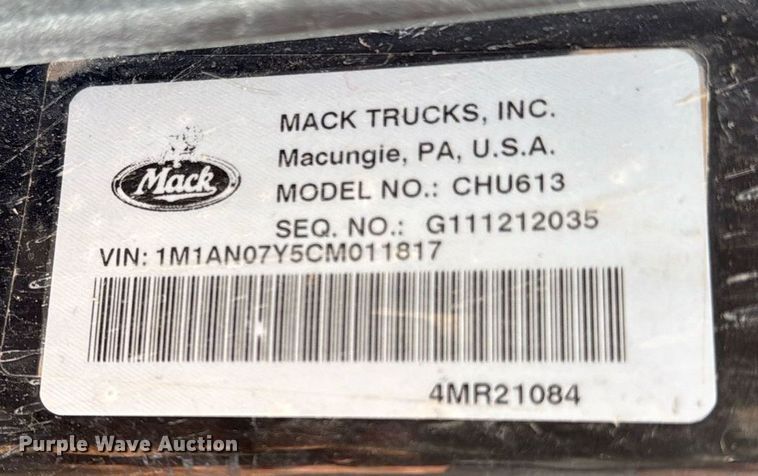 MACK TRUCKS, INC.
Mack
Macungie, PA, U.S.A.
MODEL NO.: CHU613
SEQ. NO.: G111212035
VIN: 1M1AN07Y5CM011817
4MR21084
Purple Wave Auction